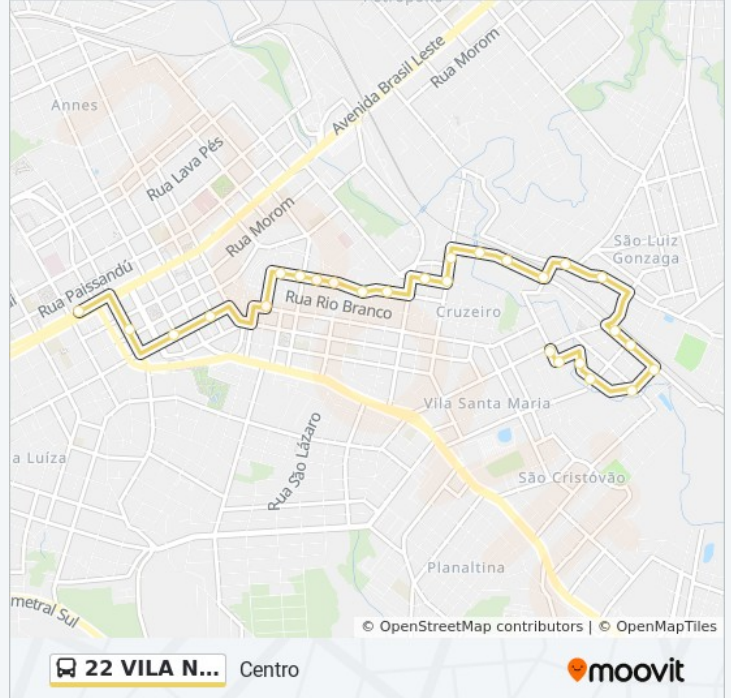 Annes
Avenida Brasil Leste
Rua Morom
Rua Lava Pés
Rua Morom
São Luiz
Gonzaga
Rua Paissandú
Rua Rio Branco
Cruzeiro
Vila Santa Maria
a Luíza
Rua São Lázaro
São Cristóvão
Planaltina
metral Sul
© OpenStreetMap contributors | © OpenMapTiles
22 VILA N... Centro
moovit